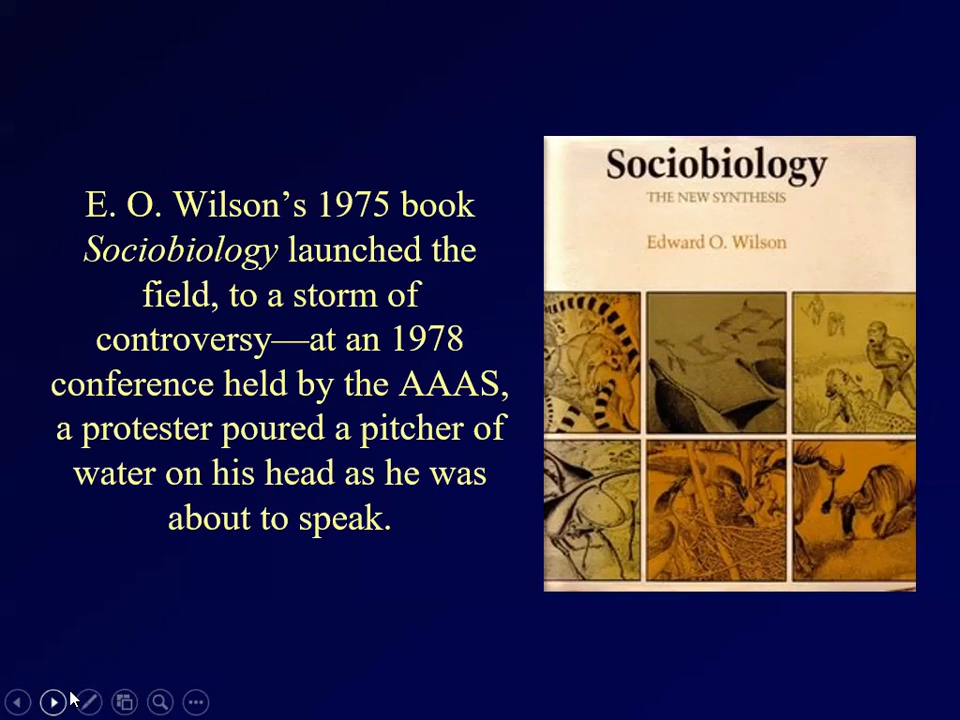 E. O. Wilson’s 1975 book
Sociobiology launched the
field, to a storm of
controversy—at an 1978
conference held by the AAAS,
a protester poured a pitcher of
water on his head as he was
about to speak.
Sociobiology
THE NEW SYNTHESIS
Edward O. Wilson